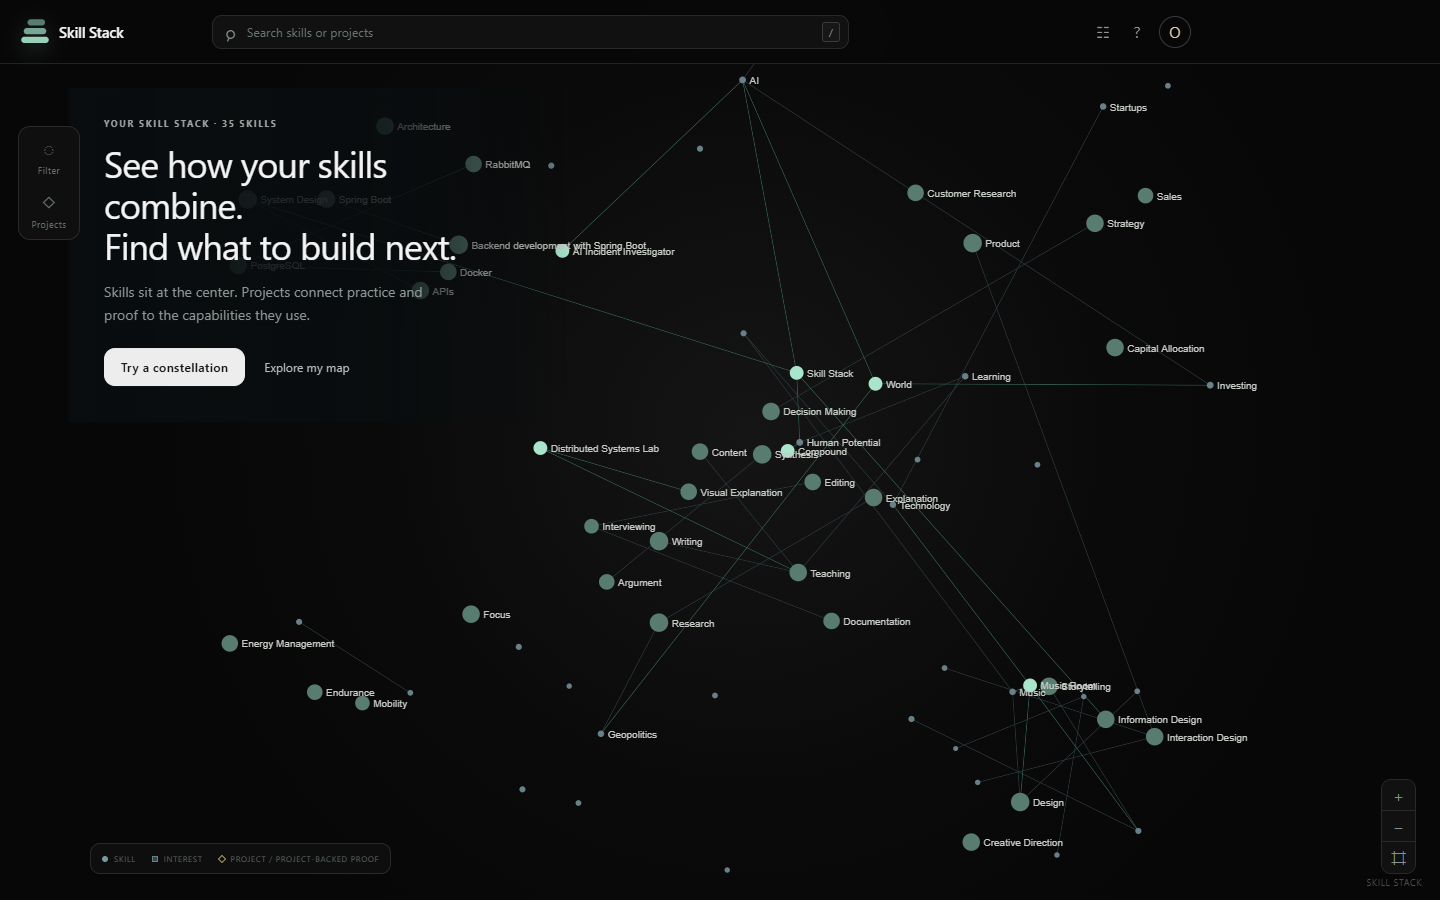 Skill Stack
Search skills or projects
/
?
O
YOUR SKILL STACK · 35 SKILLS
See how your skills
combine.
Find what to build next.
Skills sit at the center. Projects connect practice and
proof to the capabilities they use.
Try a constellation
Explore my map
Filter
Projects
AI
Startups
Architecture
RabbitMQ
Customer Research
Sales
System Design
Spring Boot
Strategy
Product
Backend development with Spring Boot
AI Incident Investigator
PostgreSQL
Docker
APIs
Capital Allocation
Skill Stack
World
Learning
Investing
Decision Making
Human Potential
Distributed Systems Lab
Content
Synthesis
Compound
Editing
Visual Explanation
Explanation
Technology
Interviewing
Writing
Teaching
Argument
Focus
Research
Documentation
Energy Management
Endurance
Mobility
Music
Music Room
Storytelling
Information Design
Geopolitics
Interaction Design
Design
Creative Direction
SKILL
INTEREST
PROJECT / PROJECT-BACKED PROOF
+
−
SKILL STACK